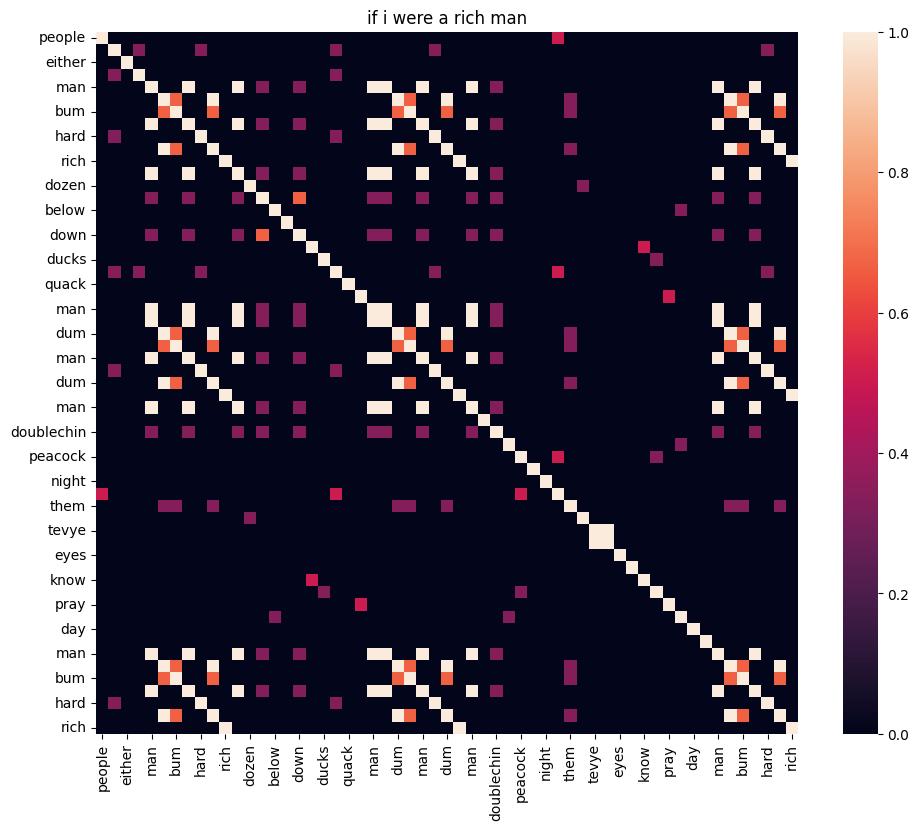 if i were a rich man
people
either
man
bum
hard
rich
dozen
below
down
ducks
quack
man
dum
man
dum
man
doublechin
peacock
night
them
tevye
eyes
know
pray
day
man
bum
hard
rich
1.0
0.8
0.6
0.4
0.2
0.0
people
either
man
bum
hard
rich
dozen
below
down
ducks
quack
man
dum
man
dum
man
doublechin
peacock
night
them
tevye
eyes
know
pray
day
man
bum
hard
rich